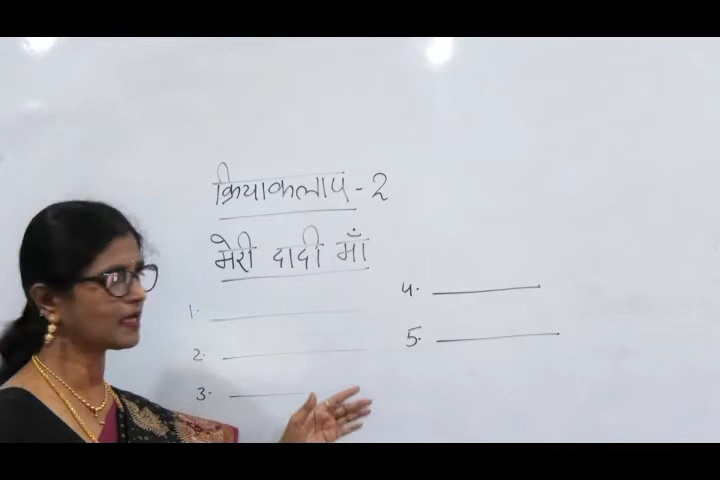 क्रियाकलाप - 2
मेरी दादी माँ
1.
2.
3.
4.
5.